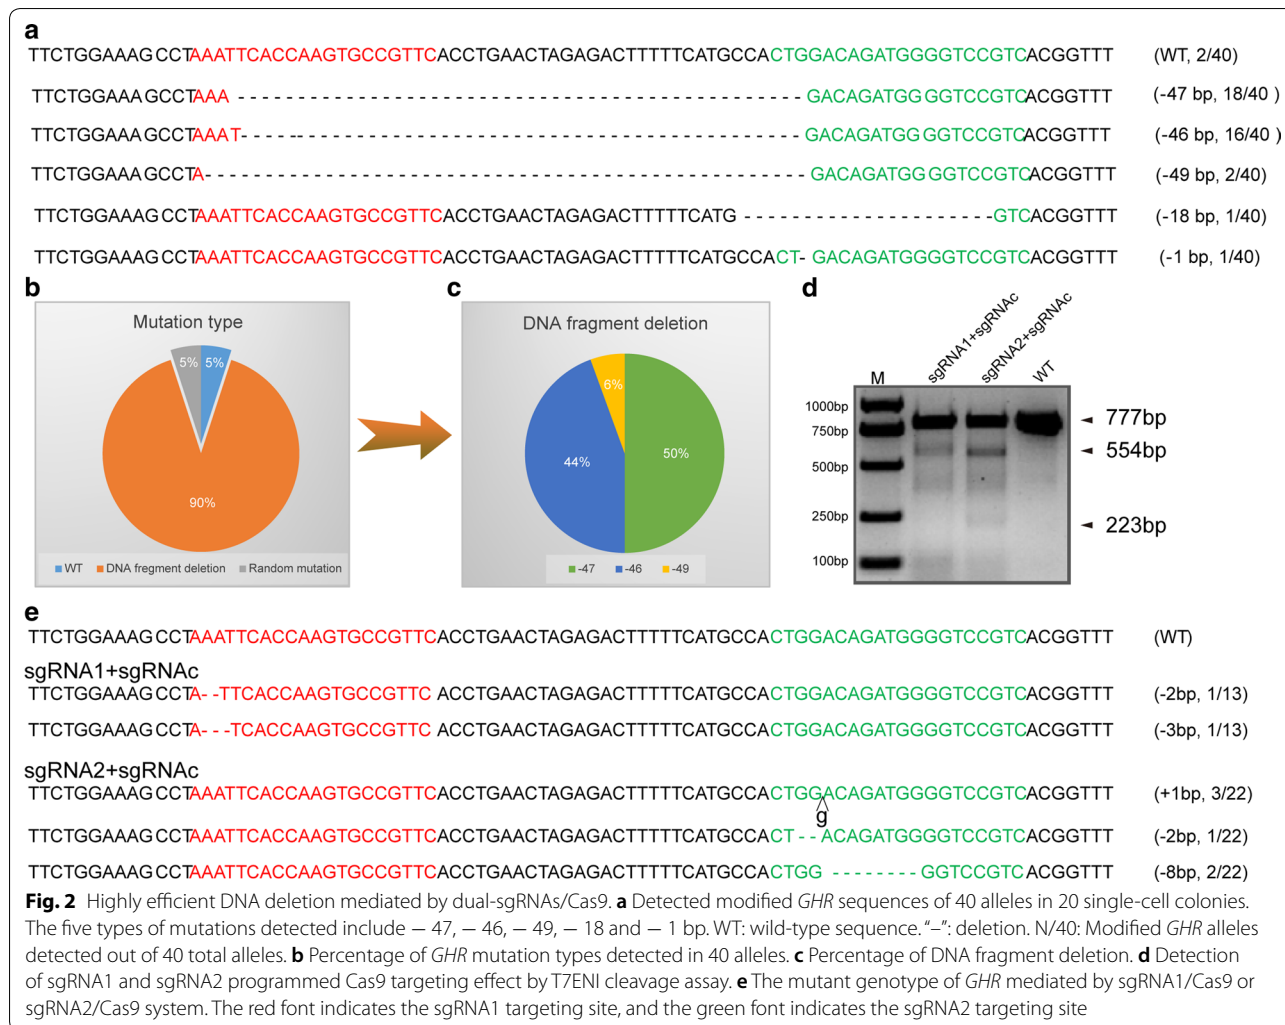 a
TTCTGGAAAGCCTAAATTCACCAAGTGCCGTTCACCTGAACTAGAGACTTTTTCATGCCACTGGACAGATGGGGTCCGTCACGGTTT (WT, 2/40)
TTCTGGAAAGCCTAAA - - - - - - - - - - - - - - - - - - - - - - - - - - - - - - - - - - - - - - - - - - - - - - - GACAGATGGGGTCCGTCACGGTTT (-47 bp, 18/40 )
TTCTGGAAAGCCTAAAT- - - - - - - - - - - - - - - - - - - - - - - - - - - - - - - - - - - - - - - - - - - - - - GACAGATGGGGTCCGTCACGGTTT (-46 bp, 16/40 )
TTCTGGAAAGCCTA- - - - - - - - - - - - - - - - - - - - - - - - - - - - - - - - - - - - - - - - - - - - - - - - - GACAGATGGGGTCCGTCACGGTTT (-49 bp, 2/40)
TTCTGGAAAGCCTAAATTCACCAAGTGCCGTTCACCTGAACTAGAGACTTTTTCATG - - - - - - - - - - - - - - - - - - GTCACGGTTT (-18 bp, 1/40)
TTCTGGAAAGCCTAAATTCACCAAGTGCCGTTCACCTGAACTAGAGACTTTTTCATGCCACT- GACAGATGGGGTCCGTCACGGTTT (-1 bp, 1/40)
b
Mutation type
5% 5%
90%
WT DNA fregment deletion Random mutation
c
DNA fragment deletion
6%
44% 50%
-47 -46 -49
d
sgRNA1+sgRNAc
sgRNA2+sgRNAc
WT
M
1000bp
750bp
500bp
250bp
100bp
777bp
554bp
223bp
e
TTCTGGAAAGCCTAAATTCACCAAGTGCCGTTCACCTGAACTAGAGACTTTTTCATGCCACTGGACAGATGGGGTCCGTCACGGTTT (WT)
sgRNA1+sgRNAc
TTCTGGAAAGCCTA- -TTCACCAAGTGCCGTTC ACCTGAACTAGAGACTTTTTCATGCCACTGGACAGATGGGGTCCGTCACGGTTT (-2bp, 1/13)
TTCTGGAAAGCCTA- - -TCACCAAGTGCCGTTC ACCTGAACTAGAGACTTTTTCATGCCACTGGACAGATGGGGTCCGTCACGGTTT (-3bp, 1/13)
sgRNA2+sgRNAc
TTCTGGAAAGCCTAAATTCACCAAGTGCCGTTCACCTGAACTAGAGACTTTTTCATGCCACTGGACAGATGGGGTCCGTCACGGTTT (+1bp, 3/22)
g
TTCTGGAAAGCCTAAATTCACCAAGTGCCGTTCACCTGAACTAGAGACTTTTTCATGCCACT- - ACAGATGGGGTCCGTCACGGTTT (-2bp, 1/22)
TTCTGGAAAGCCTAAATTCACCAAGTGCCGTTCACCTGAACTAGAGACTTTTTCATGCCACTGG - - - - - - - - GGTCCGTCACGGTTT (-8bp, 2/22)
Fig. 2 Highly efficient DNA deletion mediated by dual-sgRNAs/Cas9. a Detected modified GHR sequences of 40 alleles in 20 single-cell colonies.
The five types of mutations detected include − 47, − 46, − 49, − 18 and − 1 bp. WT: wild-type sequence. “–”: deletion. N/40: Modified GHR alleles
detected out of 40 total alleles. b Percentage of GHR mutation types detected in 40 alleles. c Percentage of DNA fragment deletion. d Detection
of sgRNA1 and sgRNA2 programmed Cas9 targeting effect by T7ENI cleavage assay. e The mutant genotype of GHR mediated by sgRNA1/Cas9 or
sgRNA2/Cas9 system. The red font indicates the sgRNA1 targeting site, and the green font indicates the sgRNA2 targeting site